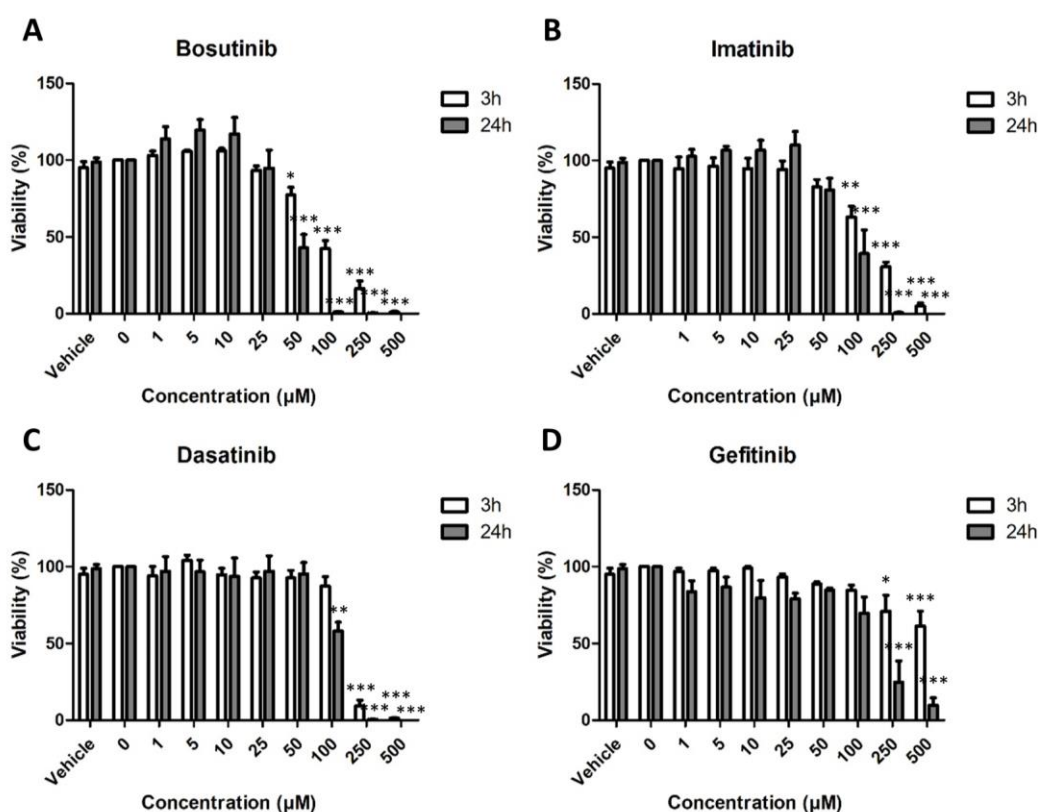 A
Bosutinib
150
100
50
0
Viability (%)
3h
24h
*
***
***
***
***
***
***
Vehicle
0
1
5
10
25
50
100
250
500
Concentration (µM)
B
Imatinib
150
100
50
0
Viability (%)
3h
24h
**
***
***
***
***
***
Vehicle
1
5
10
25
50
100
250
500
Concentration (µM)
C
Dasatinib
150
100
50
0
Viability (%)
3h
24h
**
***
***
***
***
Vehicle
0
1
5
10
25
50
100
250
500
Concentration (µM)
D
Gefitinib
150
100
50
0
Viability (%)
3h
24h
*
***
***
***
Vehicle
0
1
5
10
25
50
100
250
500
Concentration (µM)